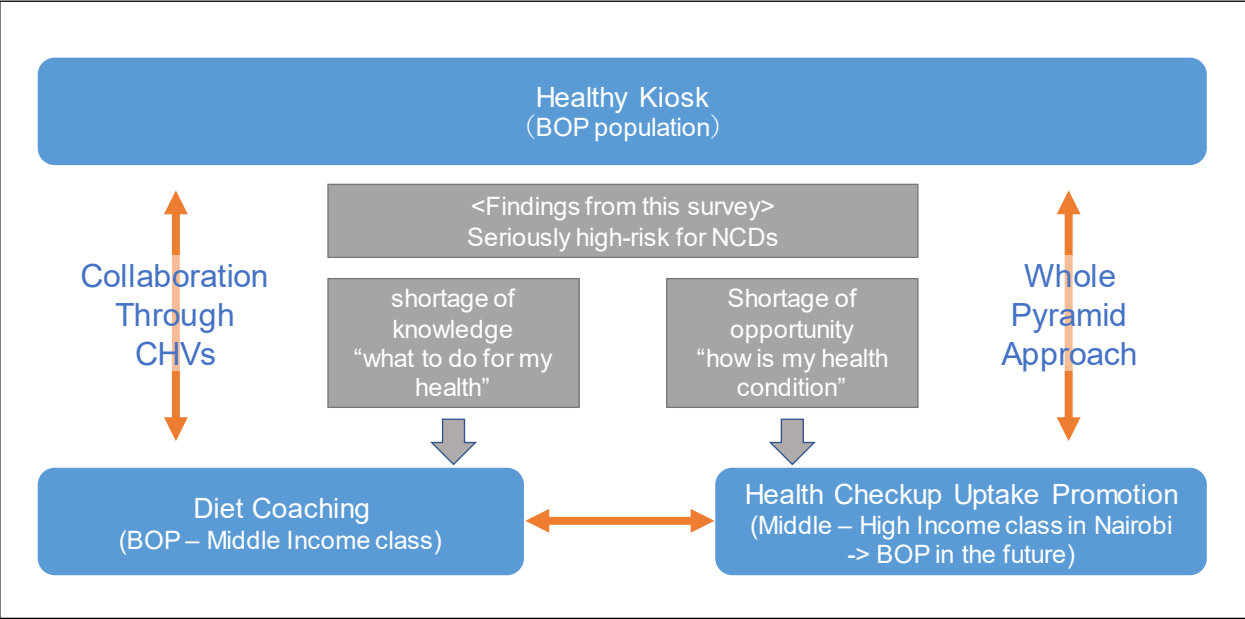 Healthy Kiosk
（BOP population）
<Findings from this survey>
Seriously high-risk for NCDs
Collaboration
Through
CHVs
shortage of
knowledge
“what to do for my
health”
Shortage of
opportunity
“how is my health
condition”
Whole
Pyramid
Approach
Diet Coaching
(BOP – Middle Income class)
Health Checkup Uptake Promotion
(Middle – High Income class in Nairobi
-> BOP in the future)